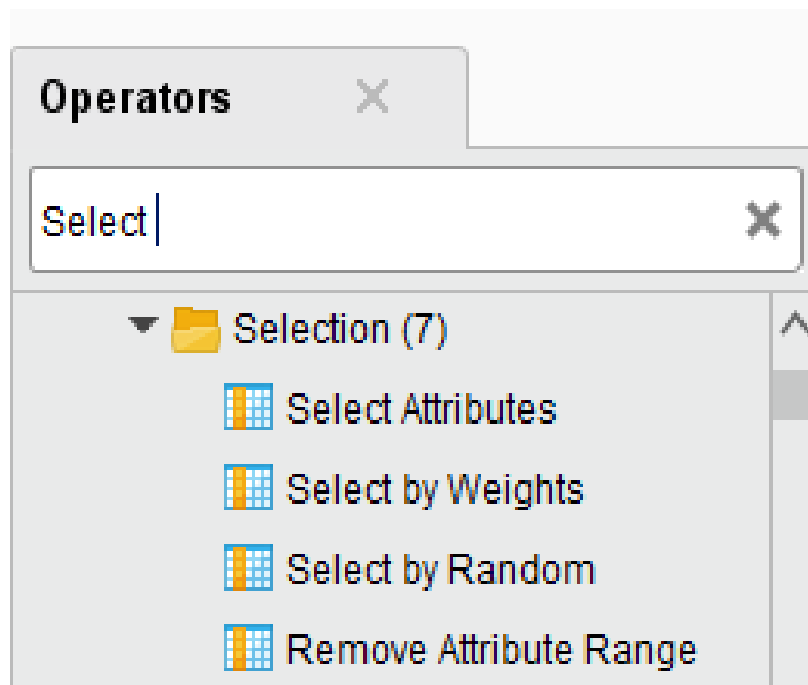 Operators
Select
Selection (7)
Select Attributes
Select by Weights
Select by Random
Remove Attribute Range